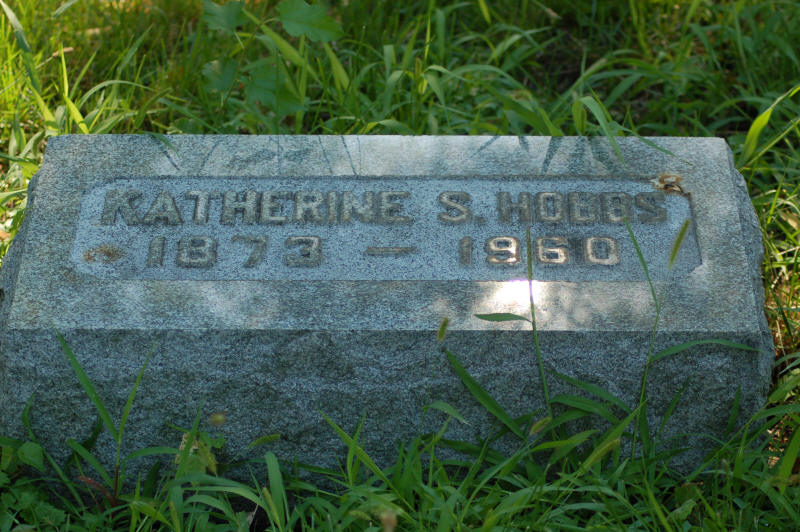 KATHERINE S. HOBBS
1873 — 1960